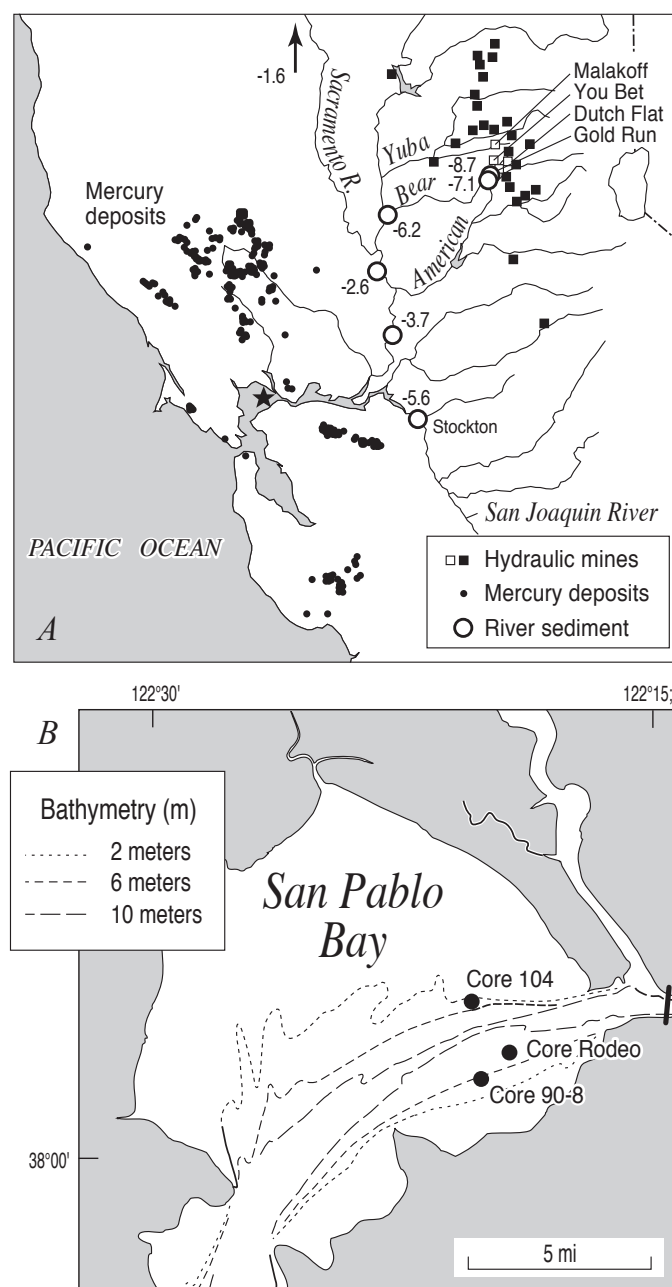 -1.6
Sacramento R.
Malakoff
You Bet
Dutch Flat
Gold Run
Yuba
-8.7
-7.1
Bear
Mercury
deposits
-6.2
American
-2.6
-3.7
-5.6
Stockton
San Joaquin River
PACIFIC OCEAN
Hydraulic mines
Mercury deposits
River sediment
A
122°30'
122°15;
B
Bathymetry (m)
2 meters
6 meters
10 meters
San Pablo
Bay
Core 104
Core Rodeo
Core 90-8
38°00'
5 mi